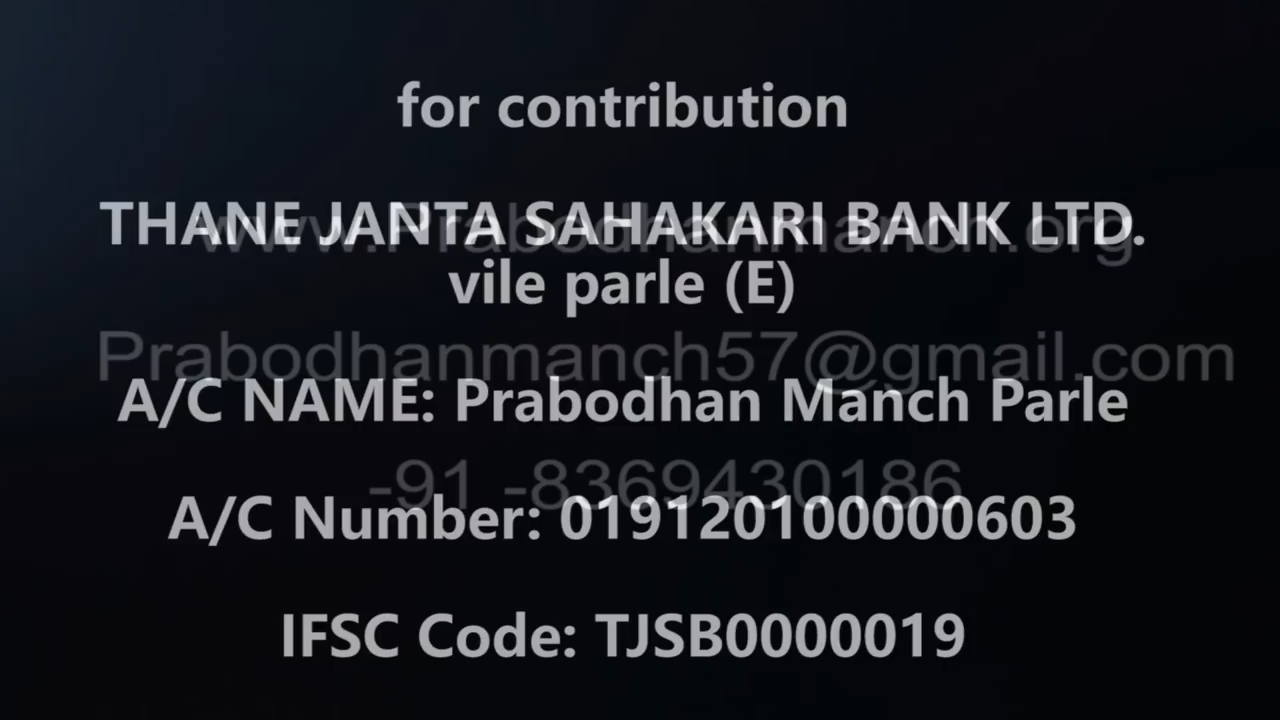 for contribution
THANE JANTA SAHAKARI BANK LTD.
www.Prabodhanmanch.org
vile parle (E)
Prabodhanmanch57@gmail.com
A/C NAME: Prabodhan Manch Parle
-91 -8369430186
A/C Number: 019120100000603
IFSC Code: TJSB0000019